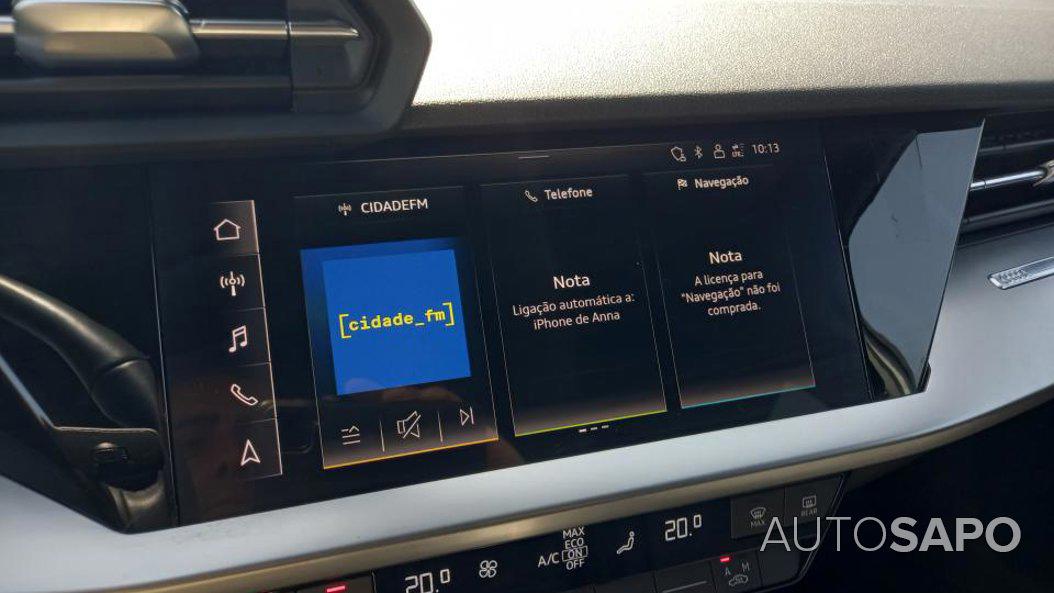 LTE
10:13
CIDADEFM
Telefone
Navegação
[cidade_fm]
Nota
Ligação automática a:
iPhone de Anna
Nota
A licença para
"Navegação" não foi
comprada.
20.0
A/C
MAX
ECO
ON
OFF
20.0
MAX
REAR
A M
AUTOSAPO